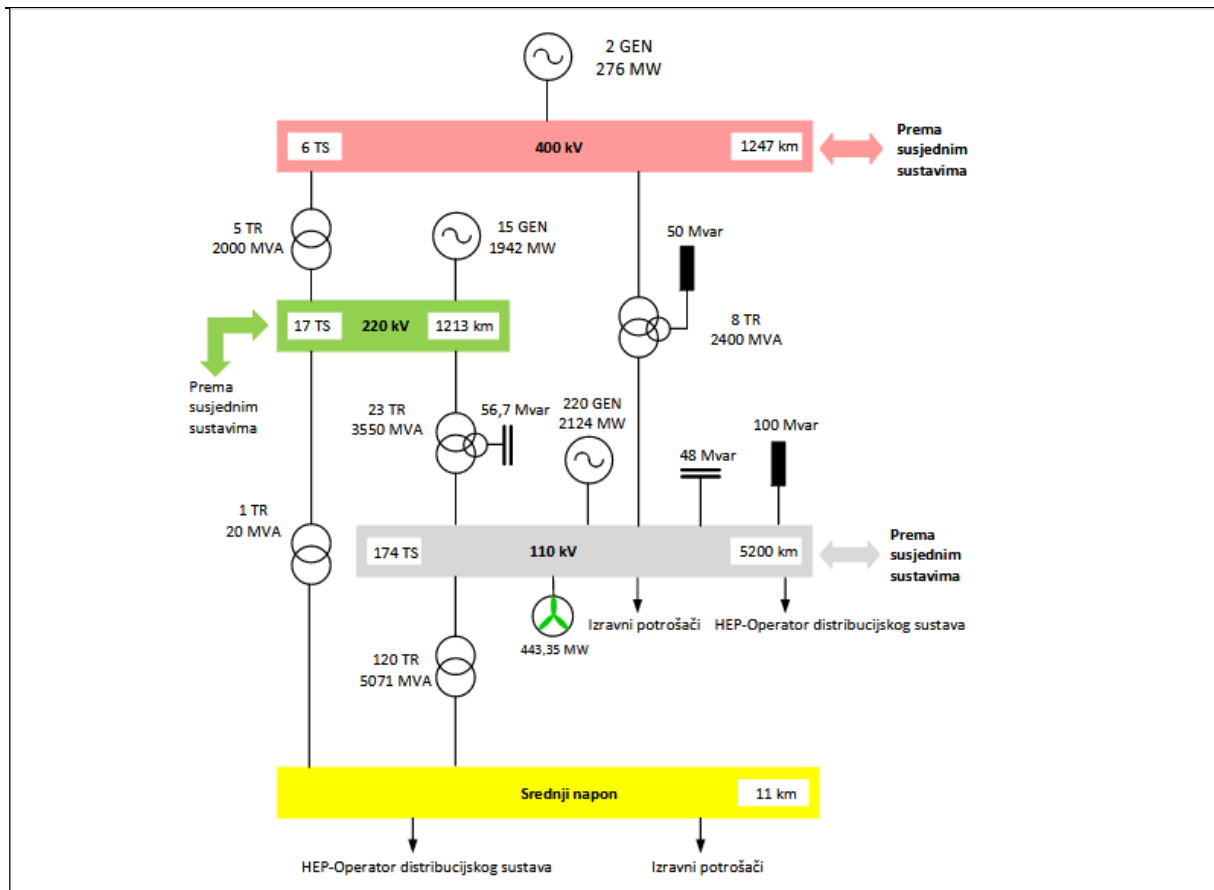 2 GEN
276 MW
6 TS
400 kV
1247 km
Prema
susjednim
sustavima
5 TR
2000 MVA
15 GEN
1942 MW
50 Mvar
8 TR
2400 MVA
17 TS
220 kV
1213 km
Prema
susjednim
sustavima
23 TR
3550 MVA
56,7 Mvar
220 GEN
2124 MW
48 Mvar
100 Mvar
1 TR
20 MVA
174 TS
110 kV
5200 km
Prema
susjednim
sustavima
443,35 MW
Izravni potrošači
HEP-Operator distribucijskog sustava
120 TR
5071 MVA
Srednji napon
11 km
HEP-Operator distribucijskog sustava
Izravni potrošači